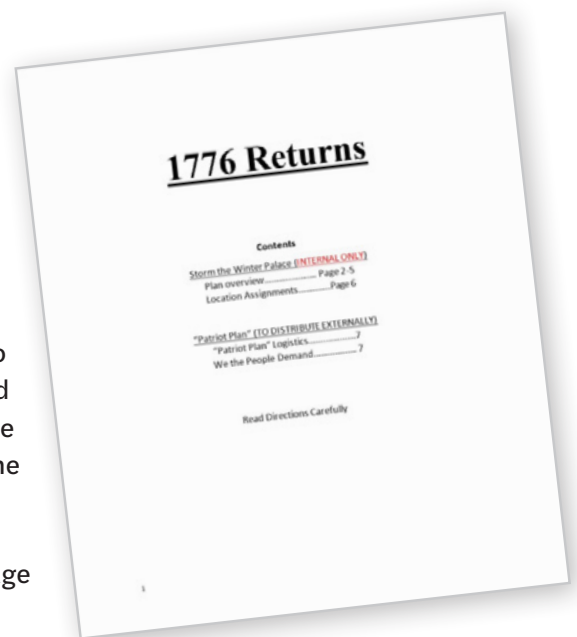 1776 Returns
Contents
Storm the Winter Palace (INTERNAL ONLY)
Plan overview.................... Page 2-5
Location Assignments............Page 6
"Patriot Plan" (TO DISTRIBUTE EXTERNALLY)
"Patriot Plan" Logistics................7
We the People Demand................7
Read Directions Carefully
1